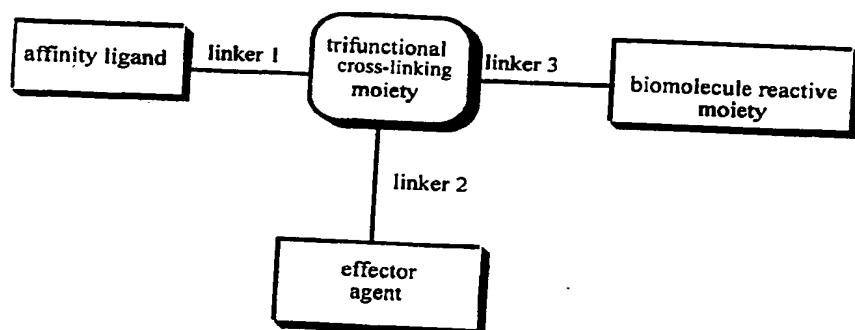 affinity ligand
linker 1
trifunctional
cross-linking
moiety
linker 3
biomolecule reactive
moiety
linker 2
effector
agent